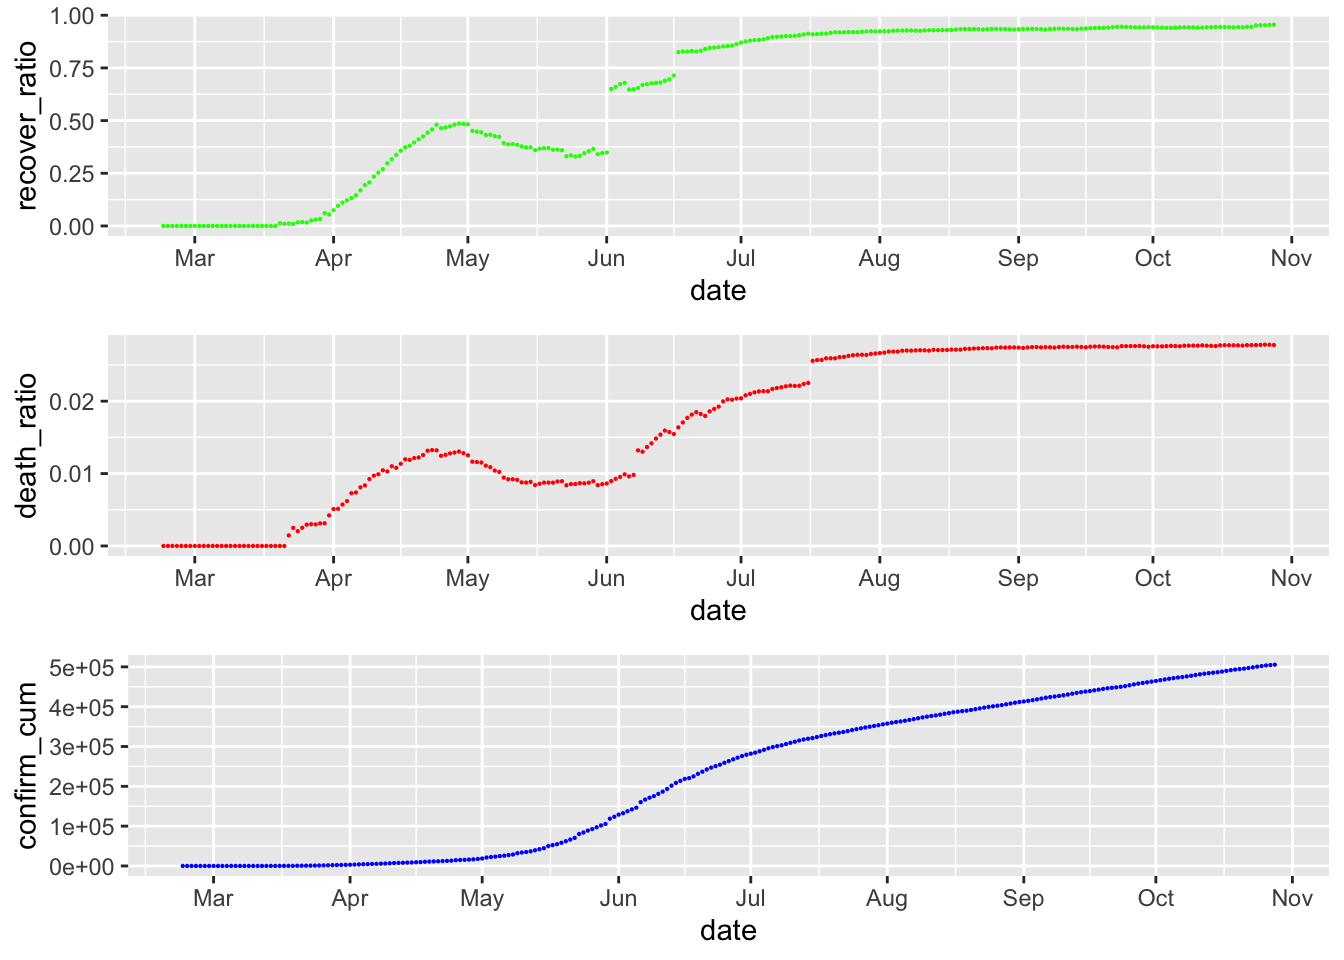 recover_ratio
1.00
0.75
0.50
0.25
0.00
Mar Apr May Jun Jul Aug Sep Oct Nov
date
death_ratio
0.02
0.01
0.00
Mar Apr May Jun Jul Aug Sep Oct Nov
date
confirm_cum
5e+05
4e+05
3e+05
2e+05
1e+05
0e+00
Mar Apr May Jun Jul Aug Sep Oct Nov
date